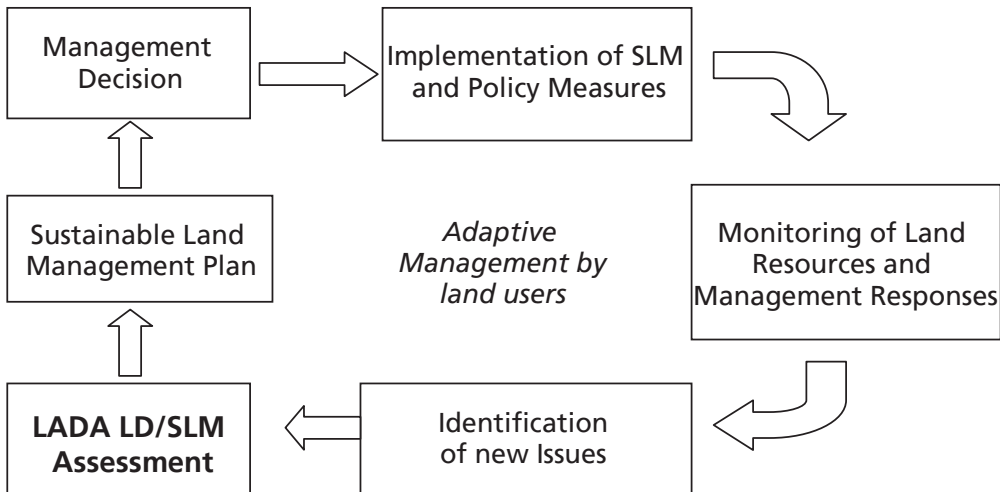 Management
Decision
Implementation of SLM
and Policy Measures
Sustainable Land
Management Plan
Adaptive
Management by
land users
Monitoring of Land
Resources and
Management Responses
LADA LD/SLM
Assessment
Identification
of new Issues